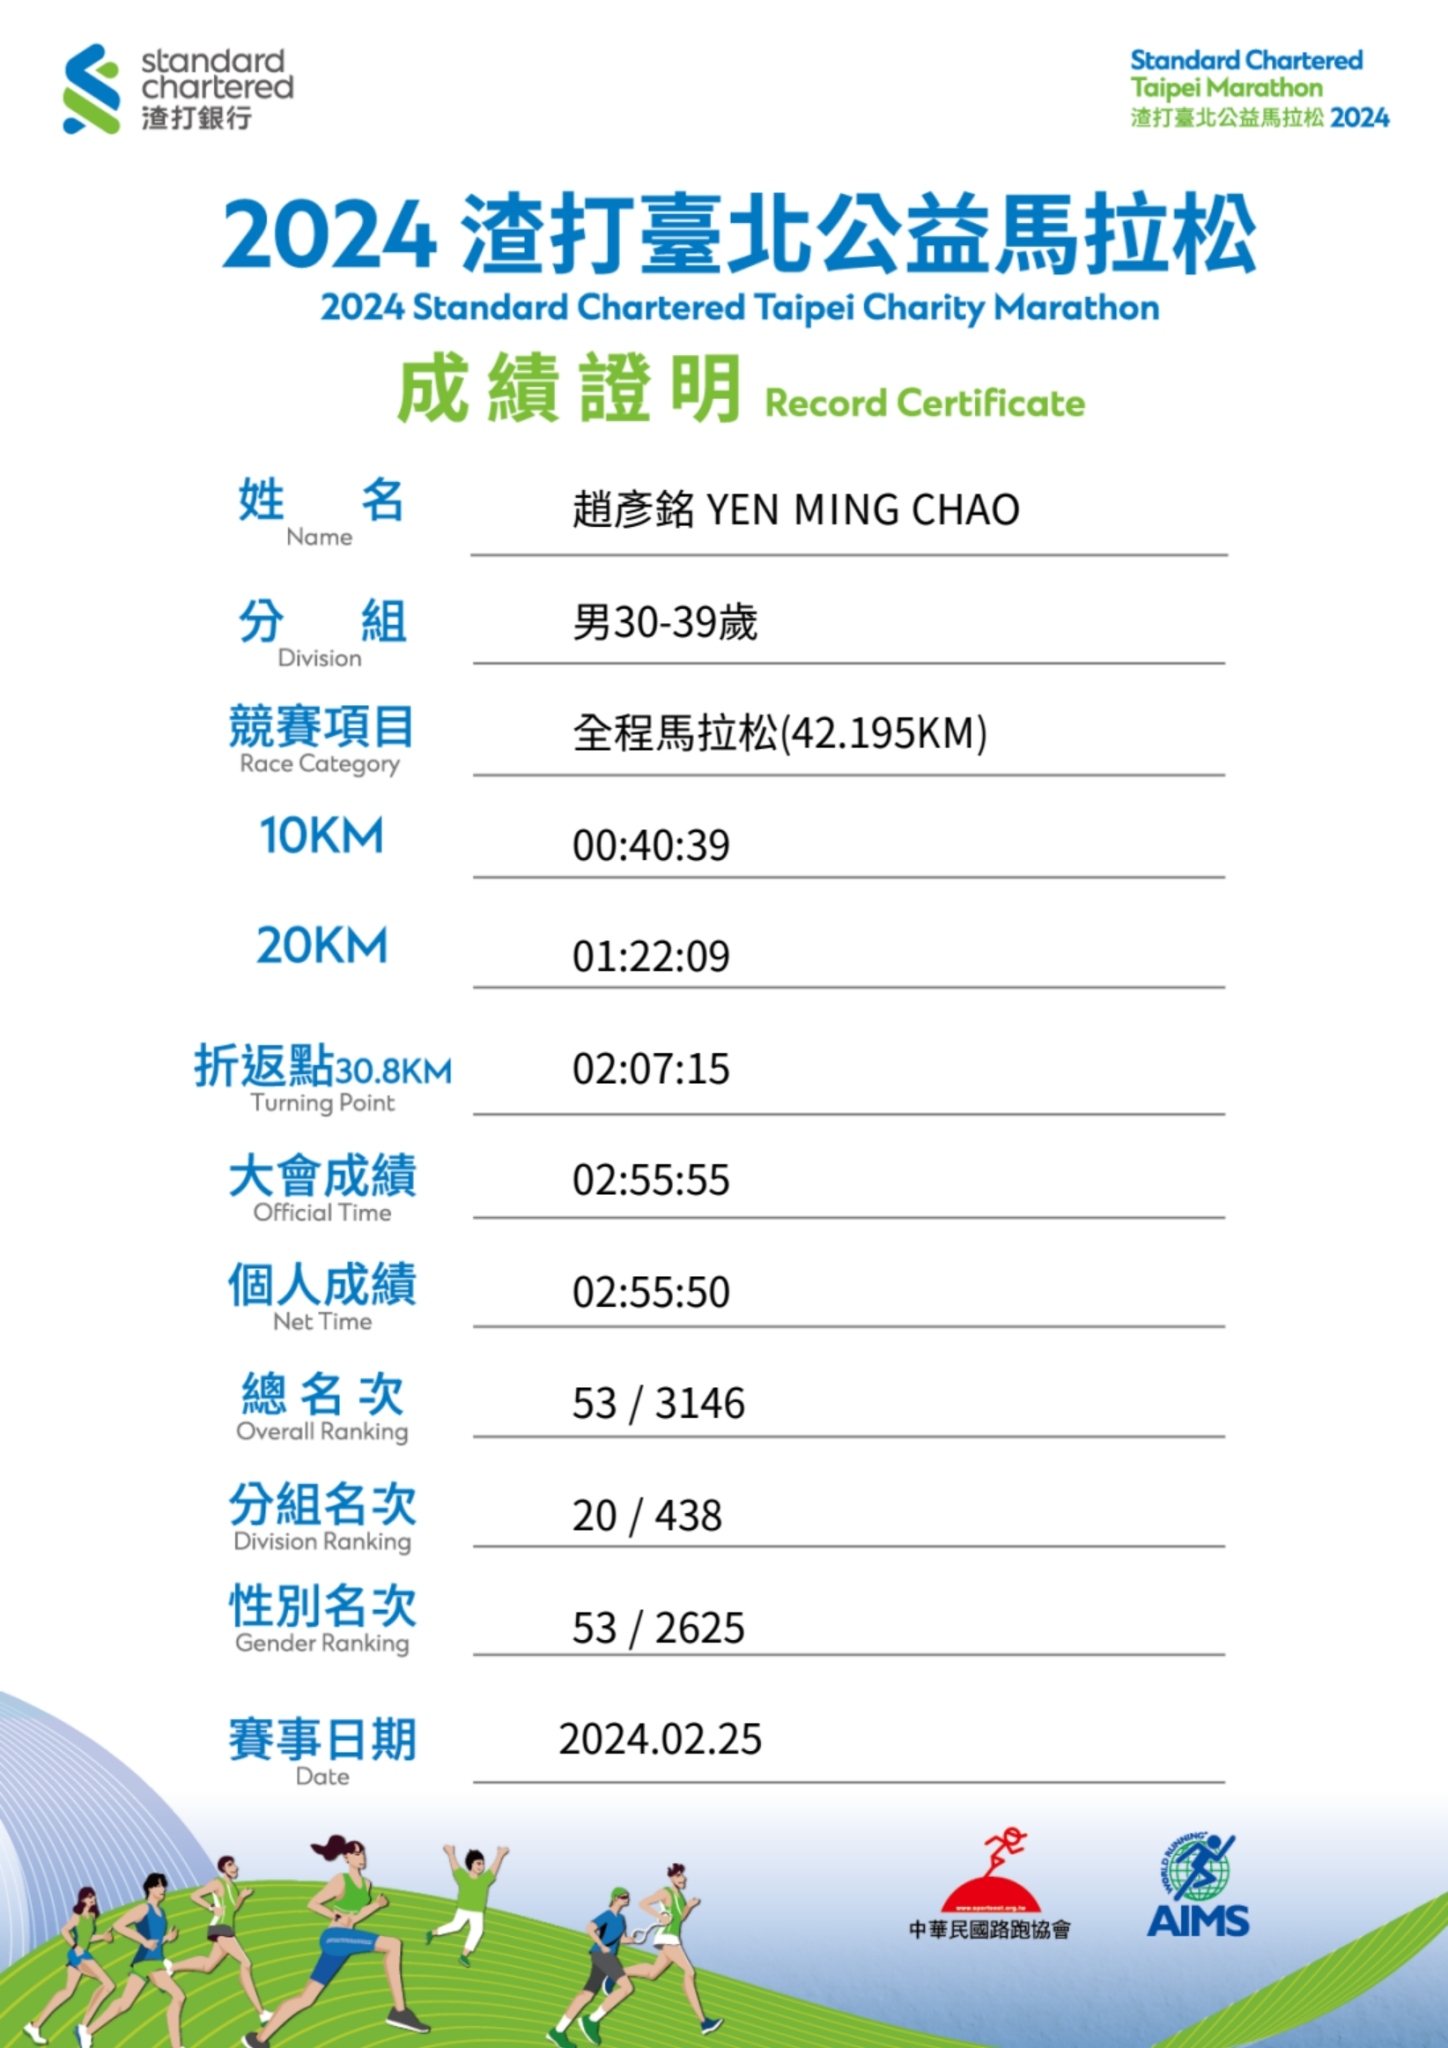 standard
chartered
渣打銀行
Standard Chartered
Taipei Marathon
渣打臺北公益馬拉松 2024
2024 渣打臺北公益馬拉松
2024 Standard Chartered Taipei Charity Marathon
成績證明 Record Certificate
姓 名 趙彥銘 YEN MING CHAO
Name
分 組 男30-39歲
Division
競賽項目 全程馬拉松(42.195KM)
Race Category
10KM 00:40:39
20KM 01:22:09
折返點30.8KM 02:07:15
Turning Point
大會成績 02:55:55
Official Time
個人成績 02:55:50
Net Time
總名次 53 / 3146
Overall Ranking
分組名次 20 / 438
Division Ranking
性別名次 53 / 2625
Gender Ranking
賽事日期 2024.02.25
Date
www.sportsnet.org.tw
中華民國路跑協會
WORLD RUNNING
AIMS